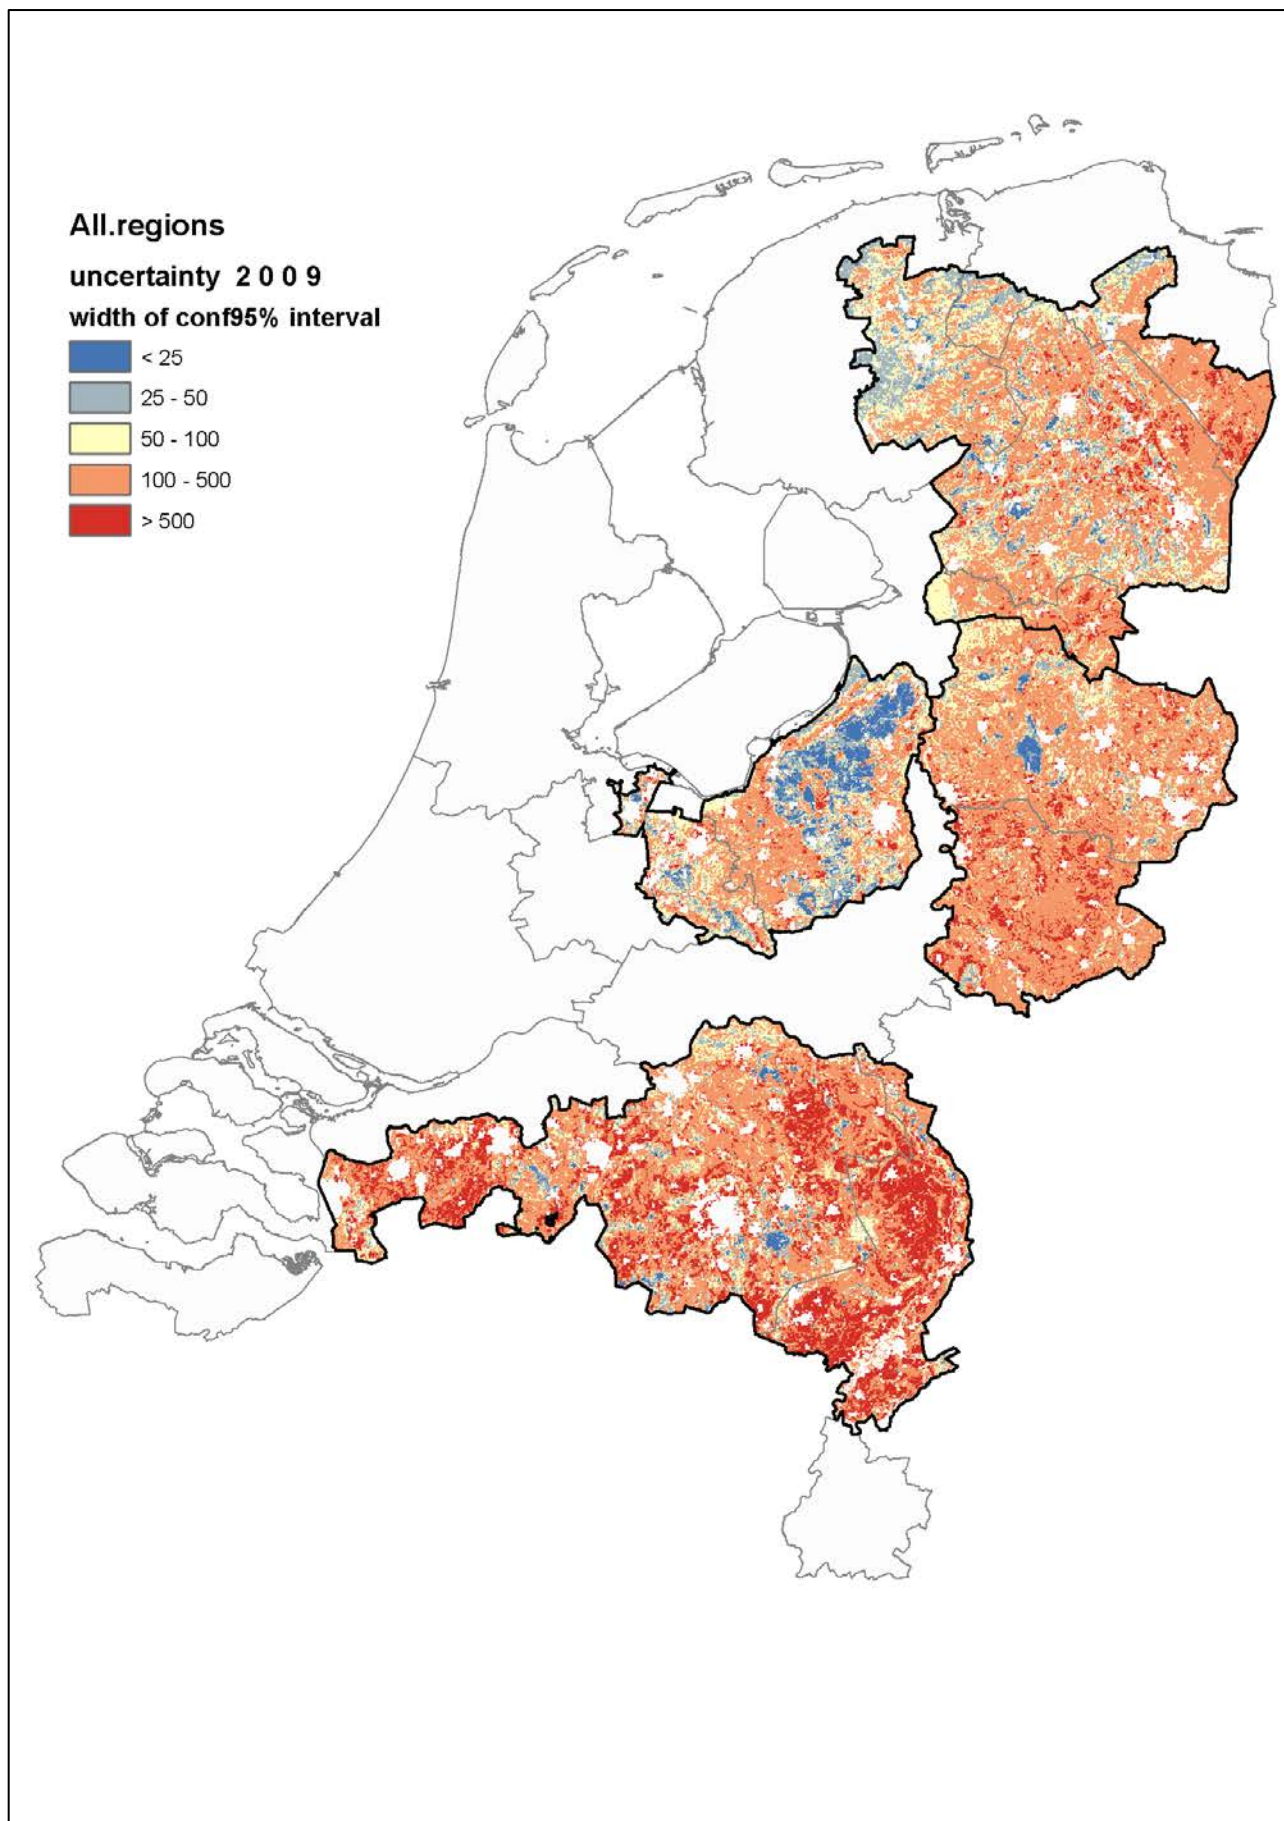 All.regions
uncertainty 2 0 0 9
width of conf95% interval
< 25
25 - 50
50 - 100
100 - 500
> 500